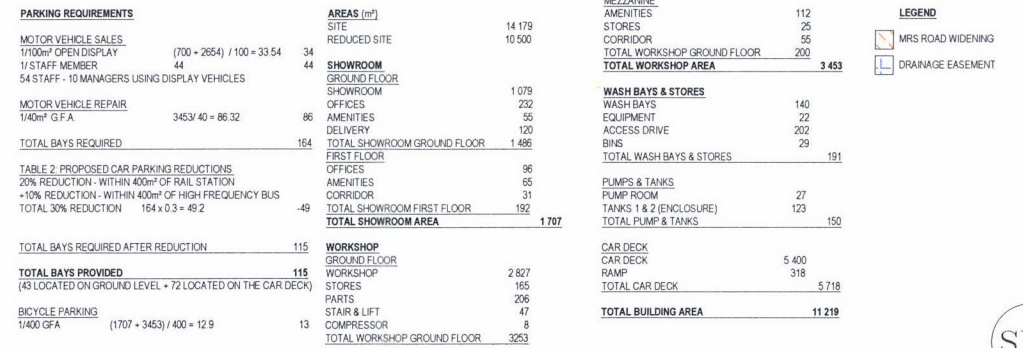 PARKING REQUIREMENTS
MOTOR VEHICLE SALES
1/100m² OPEN DISPLAY (700 + 2654) / 100 = 33.54 34
1/ STAFF MEMBER 44 44
54 STAFF - 10 MANAGERS USING DISPLAY VEHICLES
MOTOR VEHICLE REPAIR
1/40m² G.F.A. 3453/ 40 = 86.32 86
TOTAL BAYS REQUIRED 164
TABLE 2: PROPOSED CAR PARKING REDUCTIONS
20% REDUCTION - WITHIN 400m² OF RAIL STATION
+10% REDUCTION - WITHIN 400m² OF HIGH FREQUENCY BUS
TOTAL 30% REDUCTION 164 x 0.3 = 49.2 -49
TOTAL BAYS REQUIRED AFTER REDUCTION 115
TOTAL BAYS PROVIDED 115
(43 LOCATED ON GROUND LEVEL + 72 LOCATED ON THE CAR DECK)
BICYCLE PARKING
1/400 GFA (1707 + 3453) / 400 = 12.9 13
AREAS (m²)
SITE 14 179
REDUCED SITE 10 500
SHOWROOM
GROUND FLOOR
SHOWROOM 1 079
OFFICES 232
AMENITIES 55
DELIVERY 120
TOTAL SHOWROOM GROUND FLOOR 1 486
FIRST FLOOR
OFFICES 96
AMENITIES 65
CORRIDOR 31
TOTAL SHOWROOM FIRST FLOOR 192
TOTAL SHOWROOM AREA 1 707
WORKSHOP
GROUND FLOOR
WORKSHOP 2 827
STORES 165
PARTS 206
STAIR & LIFT 47
COMPRESSOR 8
TOTAL WORKSHOP GROUND FLOOR 3253
MEZZANINE
AMENITIES 112
STORES 25
CORRIDOR 55
TOTAL WORKSHOP GROUND FLOOR 200
TOTAL WORKSHOP AREA 3 453
WASH BAYS & STORES
WASH BAYS 140
EQUIPMENT 22
ACCESS DRIVE 202
BINS 29
TOTAL WASH BAYS & STORES 191
PUMPS & TANKS
PUMP ROOM 27
TANKS 1 & 2 (ENCLOSURE) 123
TOTAL PUMP & TANKS 150
CAR DECK
CAR DECK 5 400
RAMP 318
TOTAL CAR DECK 5 718
TOTAL BUILDING AREA 11 219
LEGEND
MRS ROAD WIDENING
DRAINAGE EASEMENT